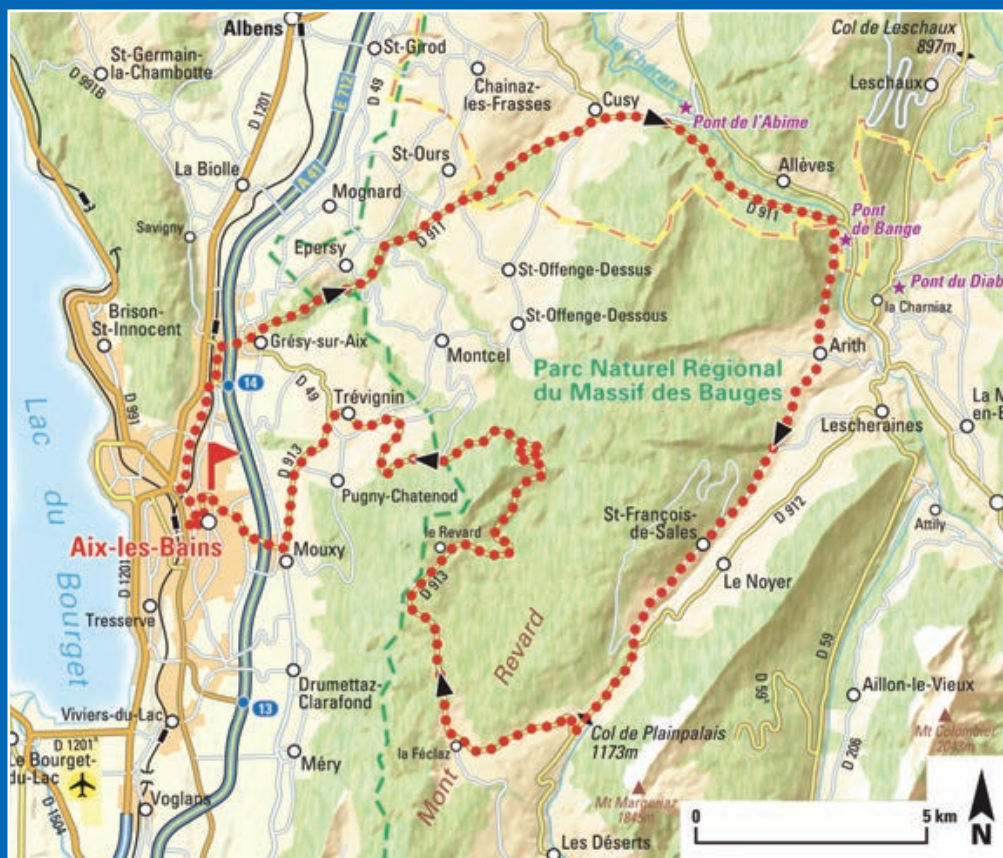 Albens
St-Girod
Col de Leschaux
897m
St-Germain-
la-Chambotte
D 991B
D 1201
E 712
D 49
le Chéran
Chainaz-
les-Frasses
Cusy
Leschaux
Pont de l'Abime
La Biolle
A 41
St-Ours
Mognard
Allèves
D 911
D 911
Pont
de Bange
Savigny
Epersy
St-Offenge-Dessus
Pont du Diab
la Charniaz
Brison-
St-Innocent
Grésy-sur-Aix
St-Offenge-Dessous
Montcel
Arith
14
Parc Naturel Régional
du Massif des Bauges
D 991
D 49
Trévignin
Lescheraines
La M
en-B
Lac
du
Bourget
D 913
Pugny-Chatenod
St-François-
de-Sales
D 912
Attily
Aix-les-Bains
Mouxy
le Revard
Le Noyer
D 913
D 1201
Tresserve
Mont
Revard
D 59
Drumettaz-
Clarafond
D 59
Aillon-le-Vieux
Viviers-du-Lac
13
Col de Plainpalais
1173m
Mt Colombier
2043m
D 1201
Le Bourget-
du-Lac
Méry
la Féclaz
D 206
Mt Margeriaz
1845m
Voglans
D 1504
Les Déserts
0
5 km
N